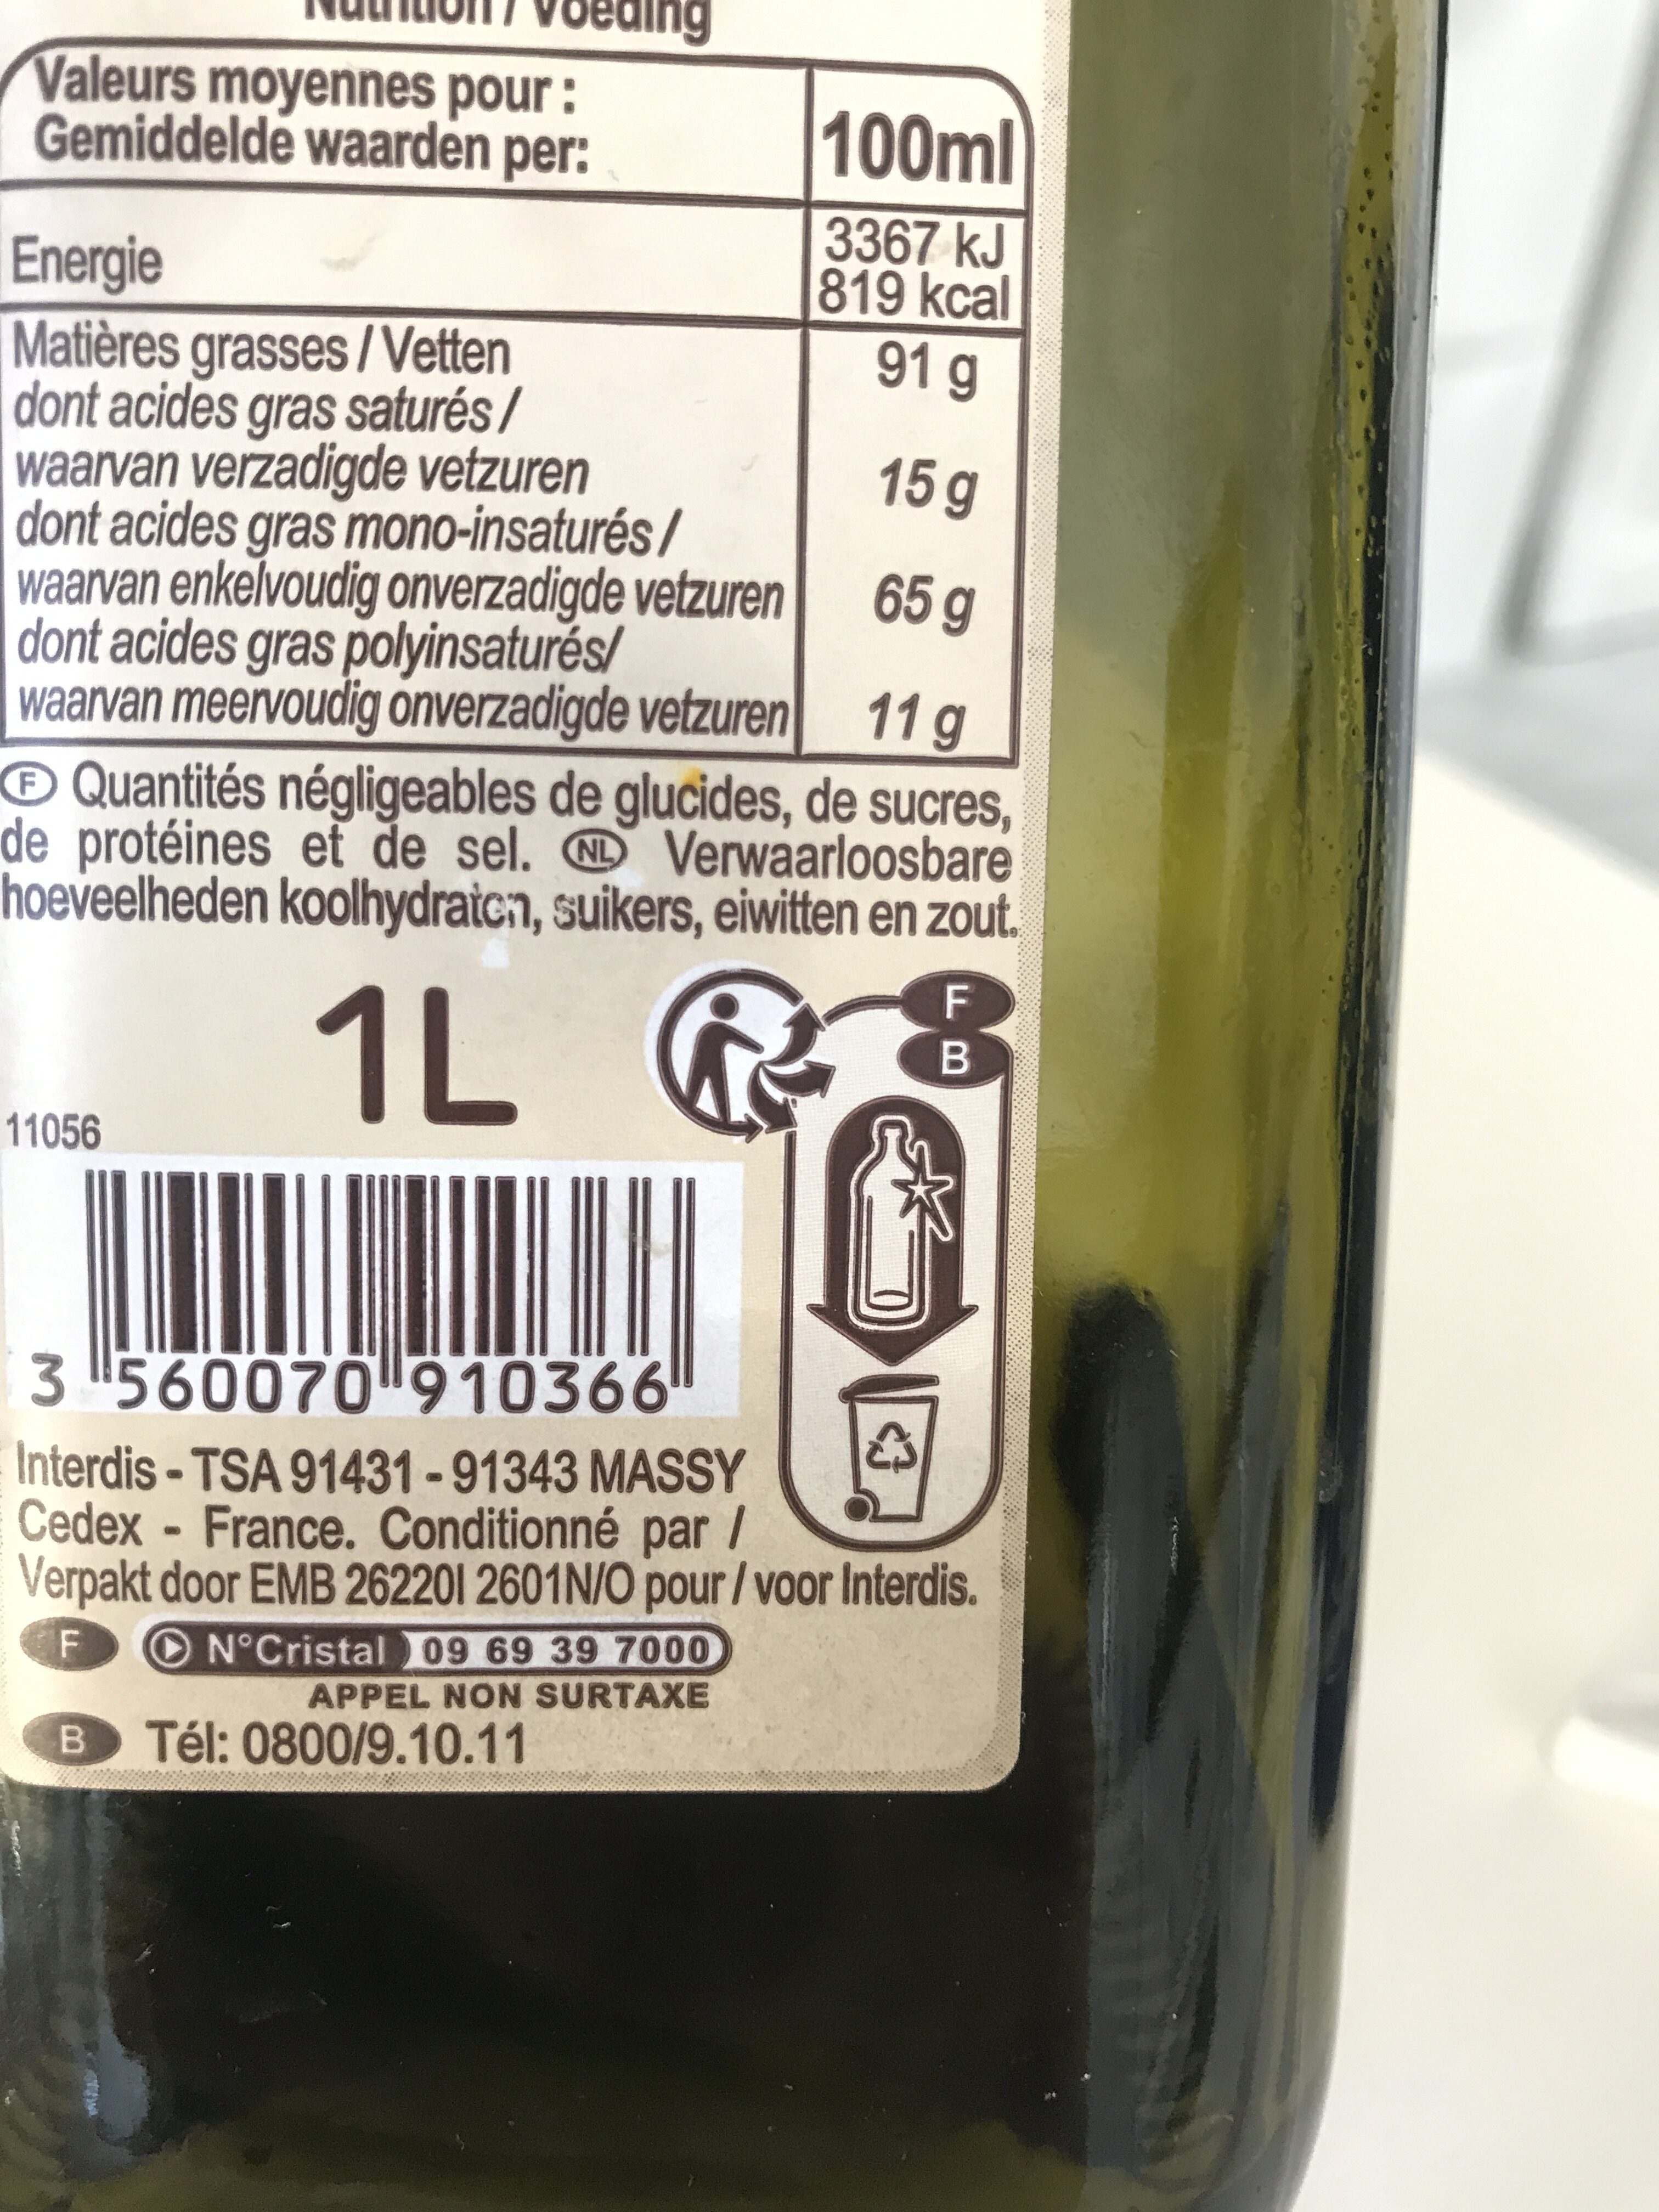 Nutrition / Voeding
Valeurs moyennes pour :
Gemiddelde waarden per:
100ml
Energie
3367 kJ
819 kcal
Matières grasses / Vetten
91 g
dont acides gras saturés /
waarvan verzadigde vetzuren
15 g
dont acides gras mono-insaturés /
waarvan enkelvoudig onverzadigde vetzuren
65 g
dont acides gras polyinsaturés/
waarvan meervoudig onverzadigde vetzuren
11 g
F Quantités négligeables de glucides, de sucres,
de protéines et de sel. NL Verwaarloosbare
hoeveelheden koolhydraten, suikers, eiwitten en zout.
1L
F
B
11056
3 560070 910366
Interdis - TSA 91431 - 91343 MASSY
Cedex - France. Conditionné par /
Verpakt door EMB 26220I 2601N/O pour / voor Interdis.
F N°Cristal 09 69 39 7000
APPEL NON SURTAXE
B Tél: 0800/9.10.11